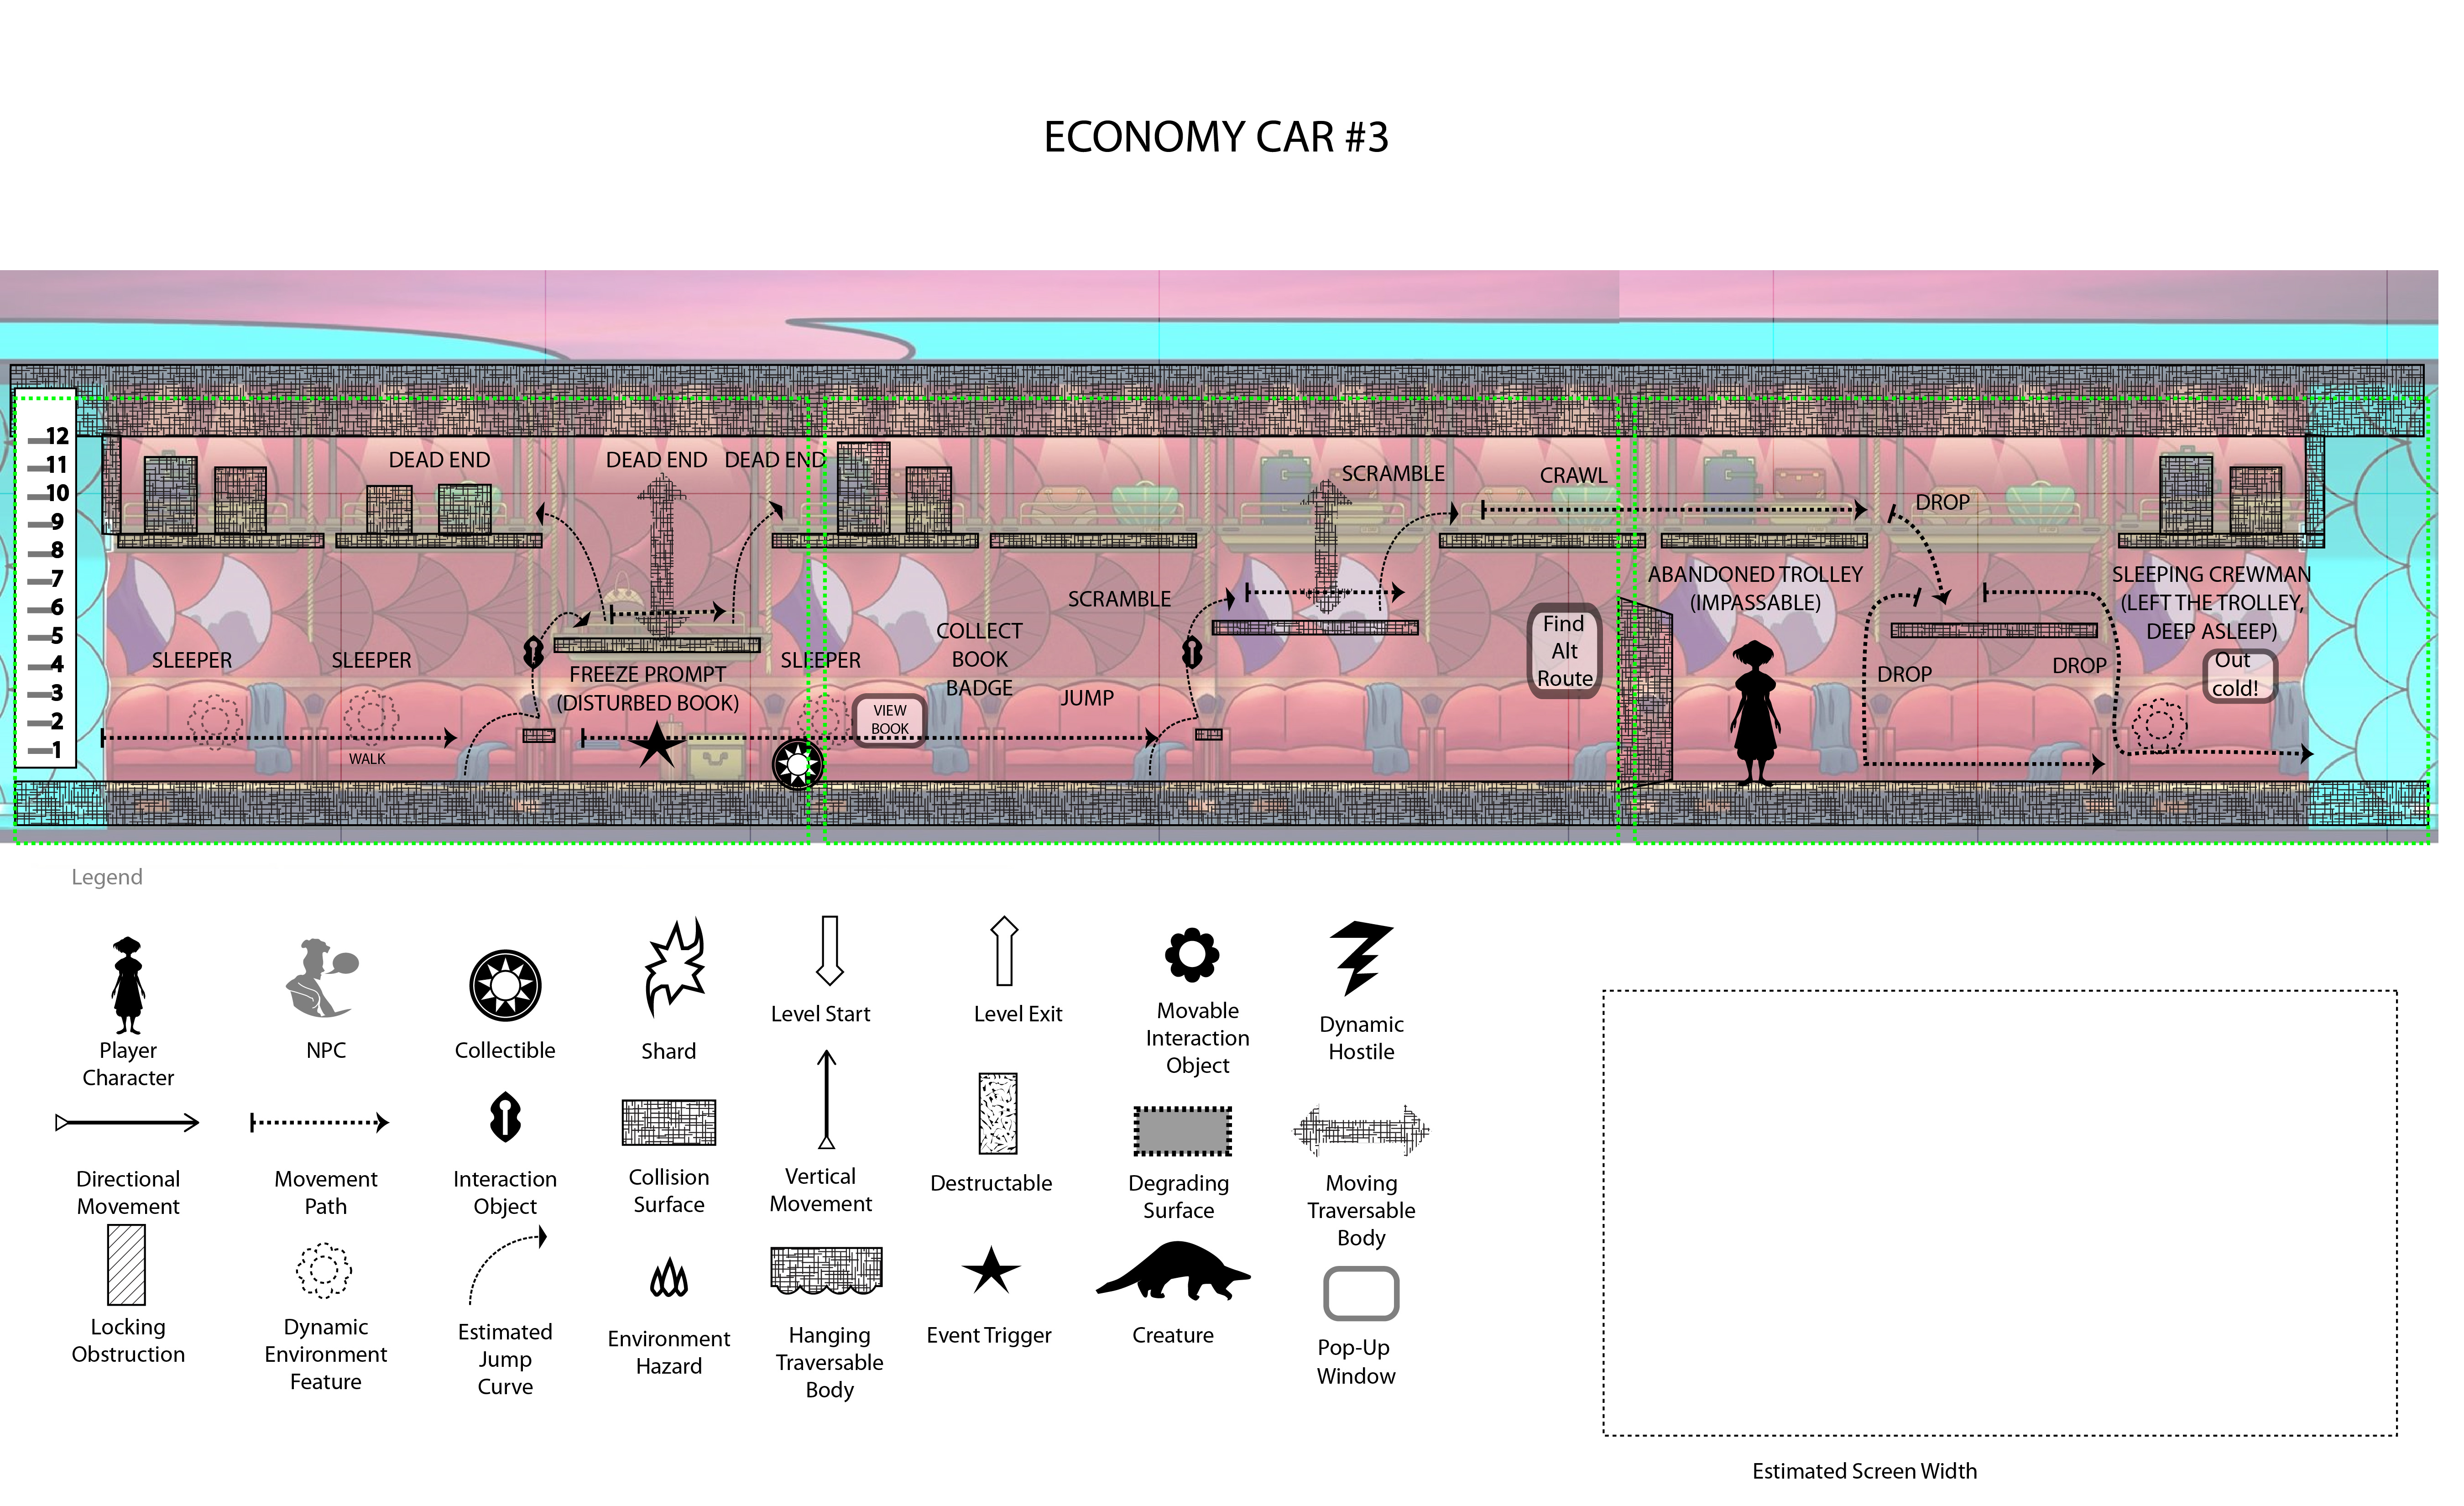 ECONOMY CAR #3
12
11
10
9
8
7
6
5
4
3
2
1
DEAD END
DEAD END
DEAD END
SCRAMBLE
CRAWL
DROP
SLEEPER
SLEEPER
WALK
FREEZE PROMPT
(DISTURBED BOOK)
SLEEPER
VIEW
BOOK
COLLECT
BOOK
BADGE
SCRAMBLE
JUMP
Find
Alt
Route
ABANDONED TROLLEY
(IMPASSABLE)
DROP
DROP
SLEEPING CREWMAN
(LEFT THE TROLLEY,
DEEP ASLEEP)
Out
cold!
Legend
Player
Character
NPC
Collectible
Shard
Level Start
Level Exit
Movable
Interaction
Object
Dynamic
Hostile
Directional
Movement
Movement
Path
Interaction
Object
Collision
Surface
Vertical
Movement
Destructable
Degrading
Surface
Moving
Traversable
Body
Locking
Obstruction
Dynamic
Environment
Feature
Estimated
Jump
Curve
Environment
Hazard
Hanging
Traversable
Body
Event Trigger
Creature
Pop-Up
Window
Estimated Screen Width